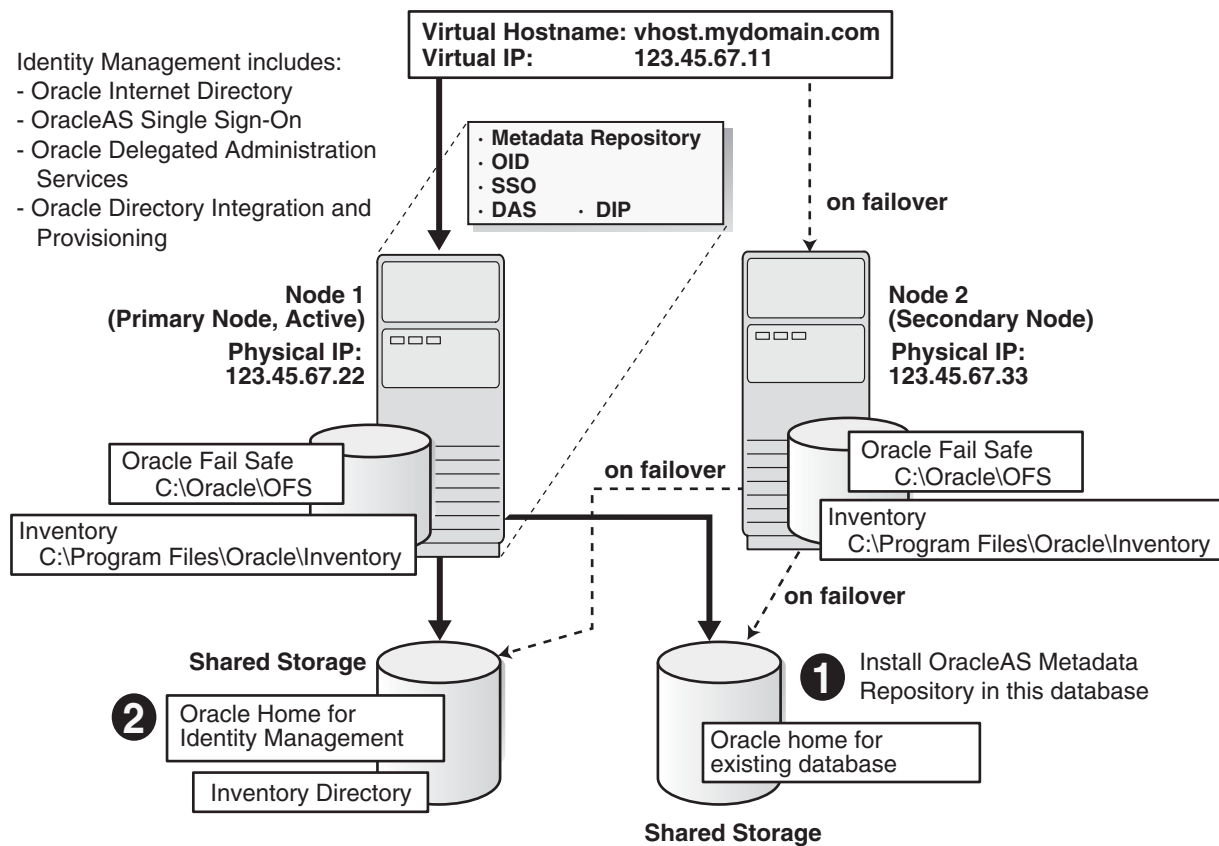 Virtual Hostname: vhost.mydomain.com
Virtual IP: 123.45.67.11
Identity Management includes:
- Oracle Internet Directory
- OracleAS Single Sign-On
- Oracle Delegated Administration
Services
- Oracle Directory Integration and
Provisioning
· Metadata Repository
· OID
· SSO
· DAS · DIP
on failover
Node 1
(Primary Node, Active)
Physical IP:
123.45.67.22
Node 2
(Secondary Node)
Physical IP:
123.45.67.33
Oracle Fail Safe
C:\Oracle\OFS
Inventory
C:\Program Files\Oracle\Inventory
on failover
Oracle Fail Safe
C:\Oracle\OFS
Inventory
C:\Program Files\Oracle\Inventory
on failover
Shared Storage
2
Oracle Home for
Identity Management
Inventory Directory
1
Install OracleAS Metadata
Repository in this database
Oracle home for
existing database
Shared Storage